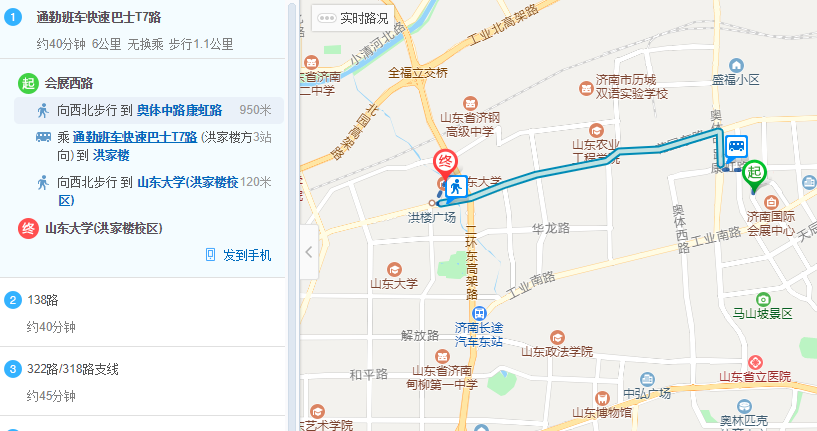 1 通勤班车快速巴士T7路
约40分钟 6公里 无换乘 步行1.1公里
起 会展西路
向西北步行 到 奥体中路康虹路 950米
乘 通勤班车快速巴士T7路 (洪家楼方 3站
向) 到 洪家楼
向西北步行 到 山东大学(洪家楼校 120米
区)
终 山东大学(洪家楼校区)
发到手机
2 138路
约40分钟
3 322路/318路支线
约45分钟
实时路况
小清河北路
工业北路高架
全福立交桥
东省济南
二中学
北园高架路
山东省济钢
高级中学
济南市历城
双语实验学校
盛福小区
山东农业
工程学院
奥体
终
东大学
起
洪楼广场
济南国际
会展中心
华龙路
二环东高架路
奥体西路
工业南路
工业南路
山东大学
济南长途
汽车东站
马山坡景区
解放路
山东政法学院
和平路
山东省济南
甸柳第一中学
山东省立医院
中弘广场
山东博物馆
奥林匹克
东艺术学院